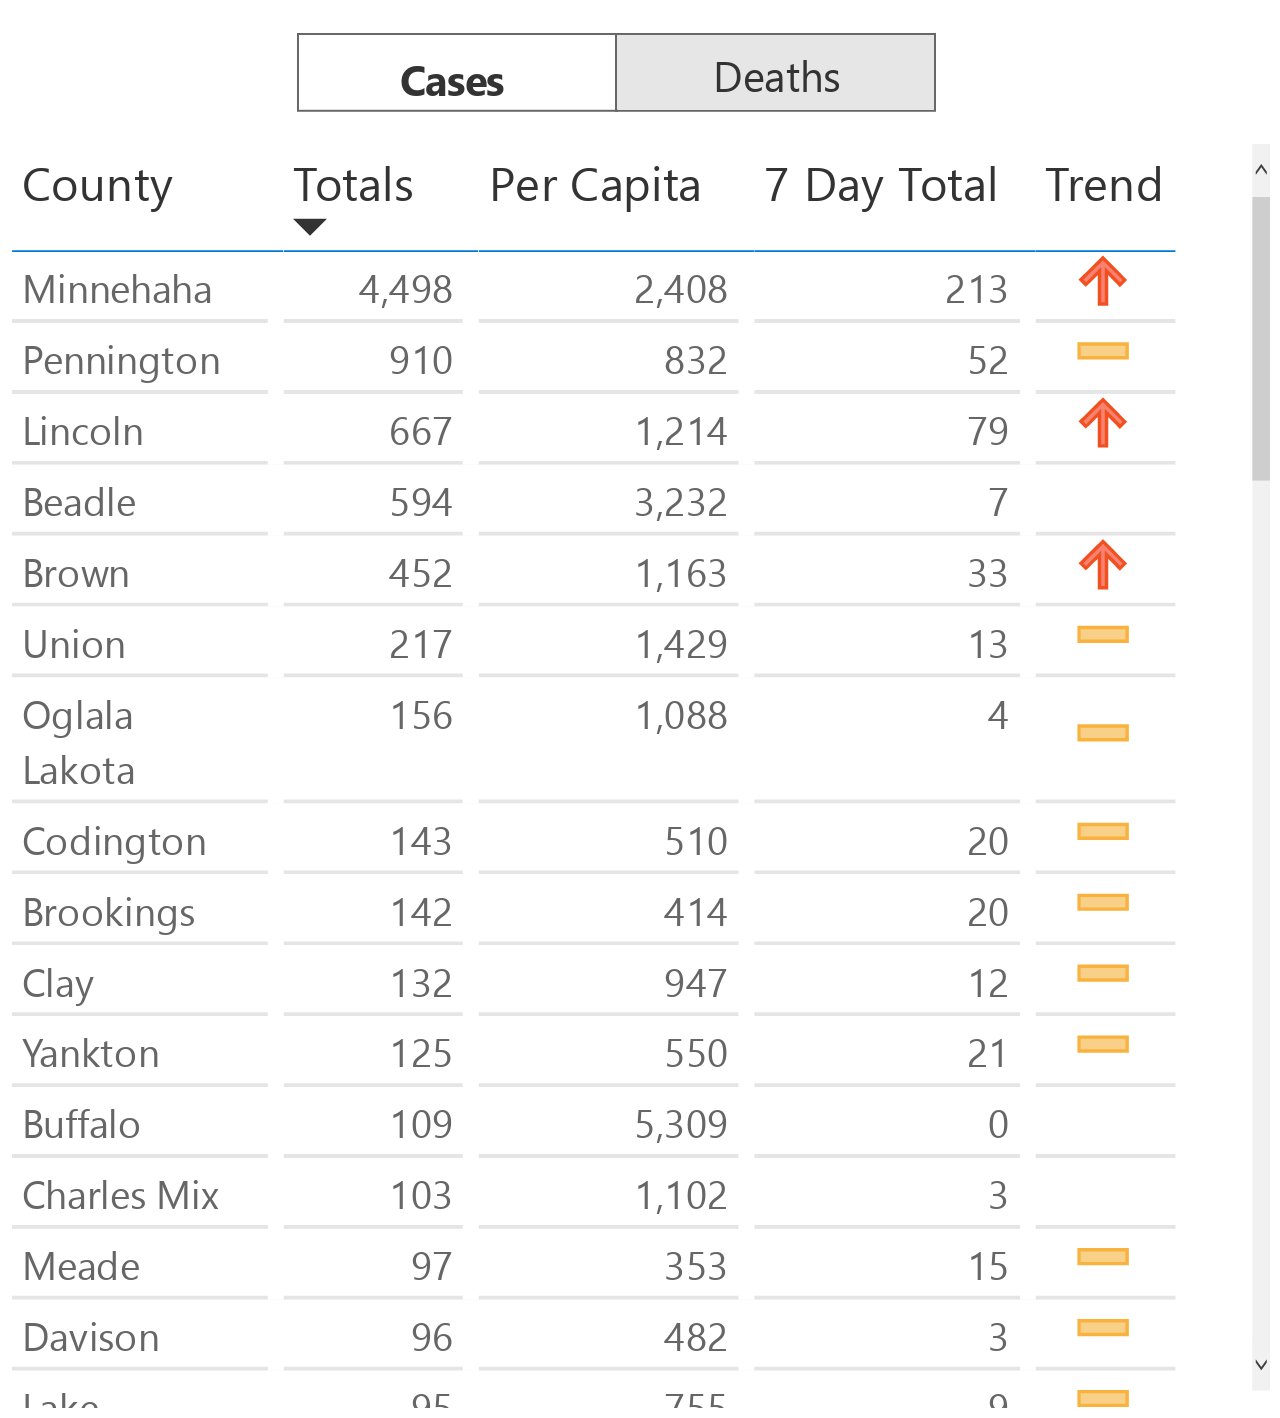 Cases Deaths
County Totals Per Capita 7 Day Total Trend
Minnehaha 4,498 2,408 213
Pennington 910 832 52
Lincoln 667 1,214 79
Beadle 594 3,232 7
Brown 452 1,163 33
Union 217 1,429 13
Oglala 156 1,088 4
Lakota
Codington 143 510 20
Brookings 142 414 20
Clay 132 947 12
Yankton 125 550 21
Buffalo 109 5,309 0
Charles Mix 103 1,102 3
Meade 97 353 15
Davison 96 482 3
Lake 95 755 9